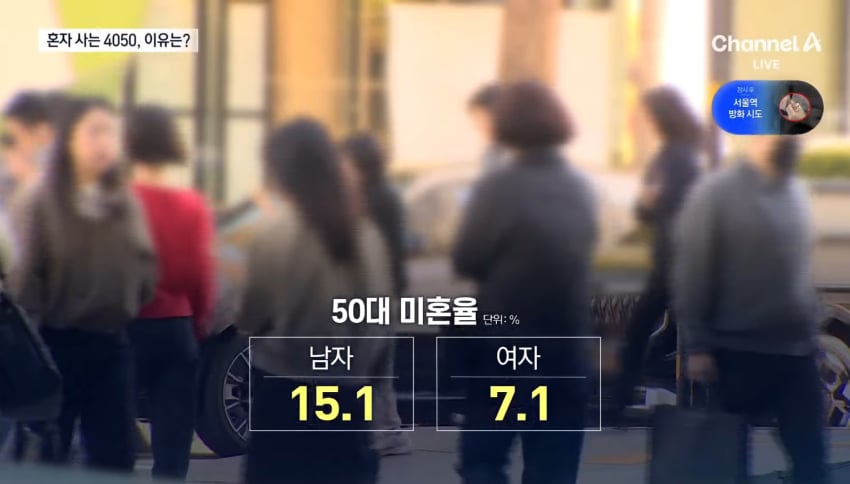 혼자 사는 4050, 이유는?
Channel A
LIVE
잠시 후
서울역
방화 시도
50대 미혼율 단위: %
남자
여자
15.1
7.1